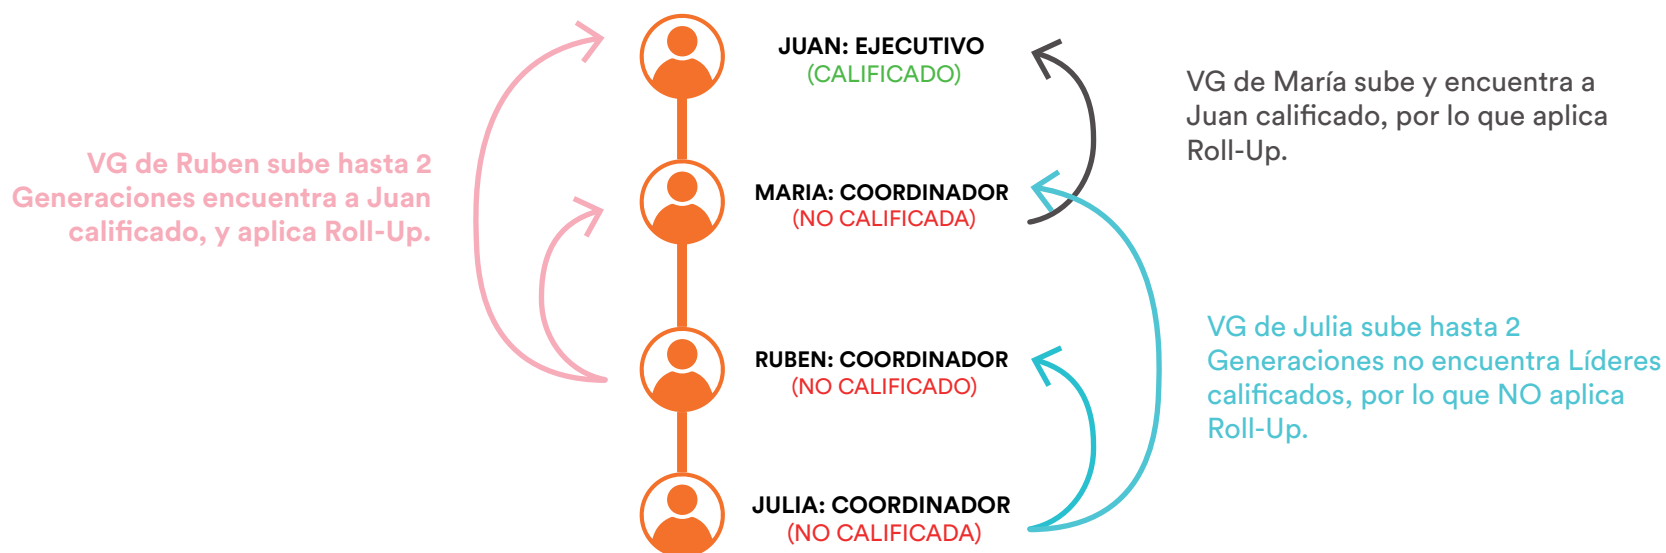 JUAN: EJECUTIVO
(CALIFICADO)
VG de María sube y encuentra a
Juan calificado, por lo que aplica
Roll-Up.
VG de Ruben sube hasta 2
Generaciones encuentra a Juan
calificado, y aplica Roll-Up.
MARIA: COORDINADOR
(NO CALIFICADA)
RUBEN: COORDINADOR
(NO CALIFICADO)
VG de Julia sube hasta 2
Generaciones no encuentra Líderes
calificados, por lo que NO aplica
Roll-Up.
JULIA: COORDINADOR
(NO CALIFICADA)